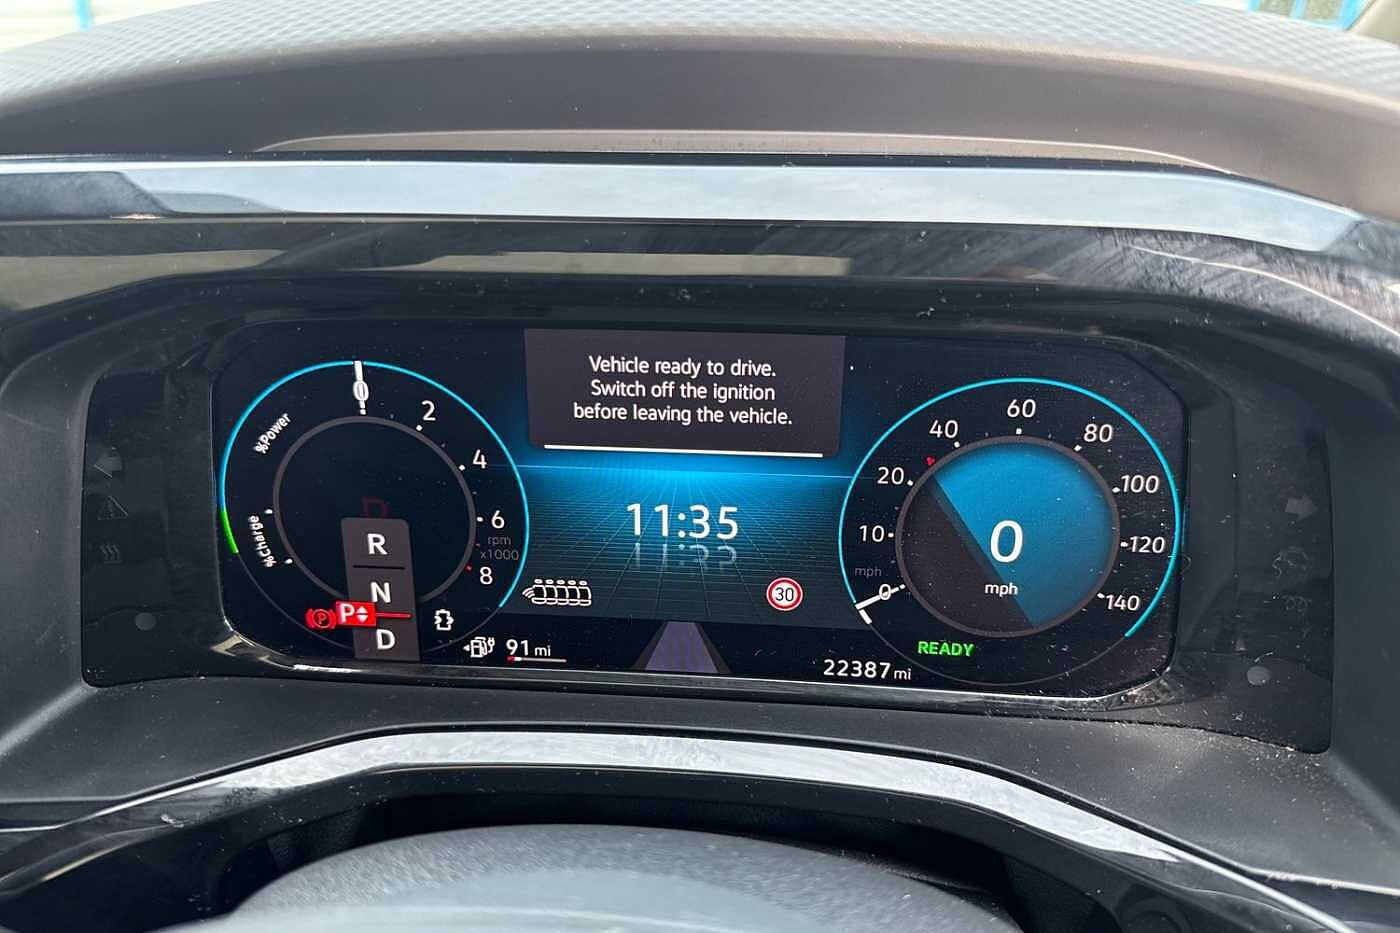 Vehicle ready to drive.
Switch off the ignition
before leaving the vehicle.
%Power
%Charge
0
2
4
6
8
rpm
x1000
R
N
P
D
P
11:35
30
91 mi
22387 mi
0
10
20
40
60
80
100
120
140
mph
0
mph
READY